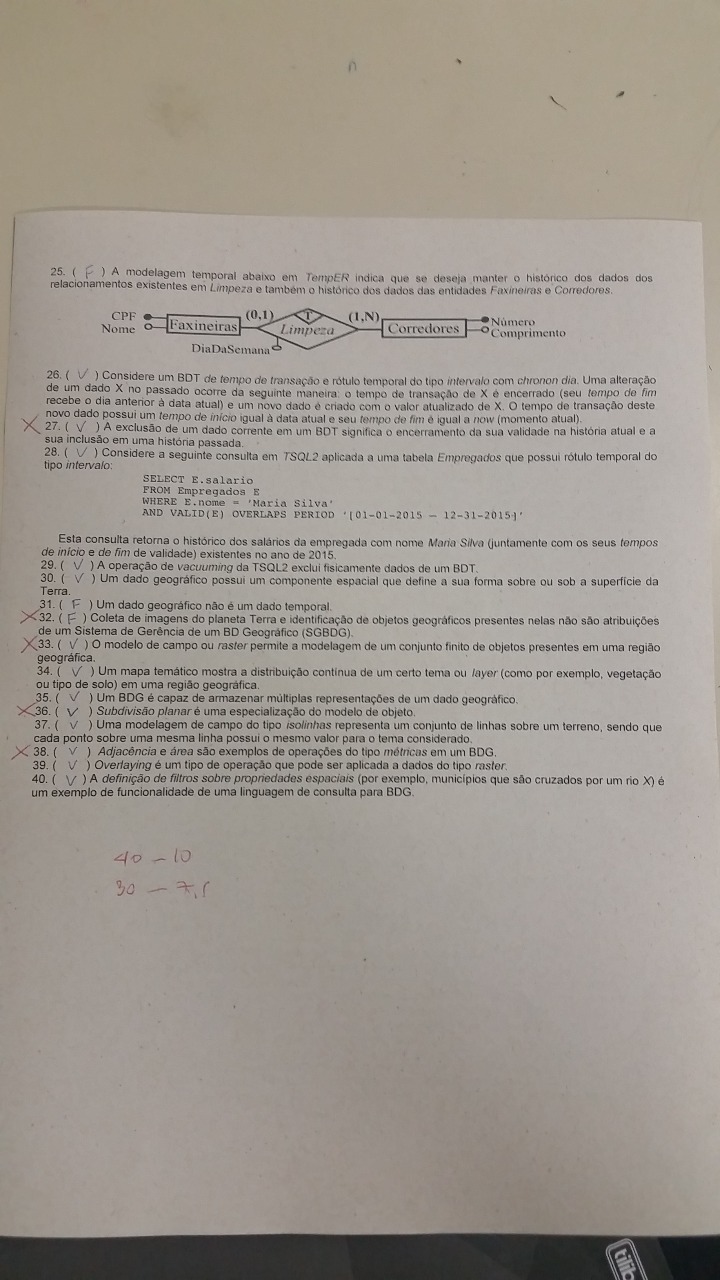 25. ( F ) A modelagem temporal abaixo em TempER indica que se deseja manter o histórico dos dados dos
relacionamentos existentes em Limpeza e também o histórico dos dados das entidades Faxineiras e Corredores.
CPF
Nome
Faxineiras
(0,1)
T
Limpeza
(1,N)
Corredores
Número
Comprimento
DiaDaSemana
26. ( V ) Considere um BDT de tempo de transação e rótulo temporal do tipo intervalo com chronon dia. Uma alteração
de um dado X no passado ocorre da seguinte maneira: o tempo de transação de X é encerrado (seu tempo de fim
recebe o dia anterior à data atual) e um novo dado é criado com o valor atualizado de X. O tempo de transação deste
novo dado possui um tempo de início igual à data atual e seu tempo de fim é igual a now (momento atual).
X 27. ( V ) A exclusão de um dado corrente em um BDT significa o encerramento da sua validade na história atual e a
sua inclusão em uma história passada.
28. ( V ) Considere a seguinte consulta em TSQL2 aplicada a uma tabela Empregados que possui rótulo temporal do
tipo intervalo:
SELECT E.salario
FROM Empregados E
WHERE E.nome = 'Maria Silva'
AND VALID(E) OVERLAPS PERIOD '[01-01-2015 – 12-31-2015]'
Esta consulta retorna o histórico dos salários da empregada com nome Maria Silva (juntamente com os seus tempos
de início e de fim de validade) existentes no ano de 2015.
29. ( V ) A operação de vacuuming da TSQL2 exclui fisicamente dados de um BDT.
30. ( V ) Um dado geográfico possui um componente espacial que define a sua forma sobre ou sob a superfície da
Terra.
31. ( F ) Um dado geográfico não é um dado temporal.
X 32. ( F ) Coleta de imagens do planeta Terra e identificação de objetos geográficos presentes nelas não são atribuições
de um Sistema de Gerência de um BD Geográfico (SGBDG).
X 33. ( V ) O modelo de campo ou raster permite a modelagem de um conjunto finito de objetos presentes em uma região
geográfica.
34. ( V ) Um mapa temático mostra a distribuição contínua de um certo tema ou layer (como por exemplo, vegetação
ou tipo de solo) em uma região geográfica.
35. ( V ) Um BDG é capaz de armazenar múltiplas representações de um dado geográfico.
X 36. ( V ) Subdivisão planar é uma especialização do modelo de objeto.
37. ( V ) Uma modelagem de campo do tipo isolinhas representa um conjunto de linhas sobre um terreno, sendo que
cada ponto sobre uma mesma linha possui o mesmo valor para o tema considerado.
X 38. ( V ) Adjacência e área são exemplos de operações do tipo métricas em um BDG.
39. ( V ) Overlaying é um tipo de operação que pode ser aplicada a dados do tipo raster.
40. ( V ) A definição de filtros sobre propriedades espaciais (por exemplo, municípios que são cruzados por um rio X) é
um exemplo de funcionalidade de uma linguagem de consulta para BDG.
40 – 10
30 – 7,5